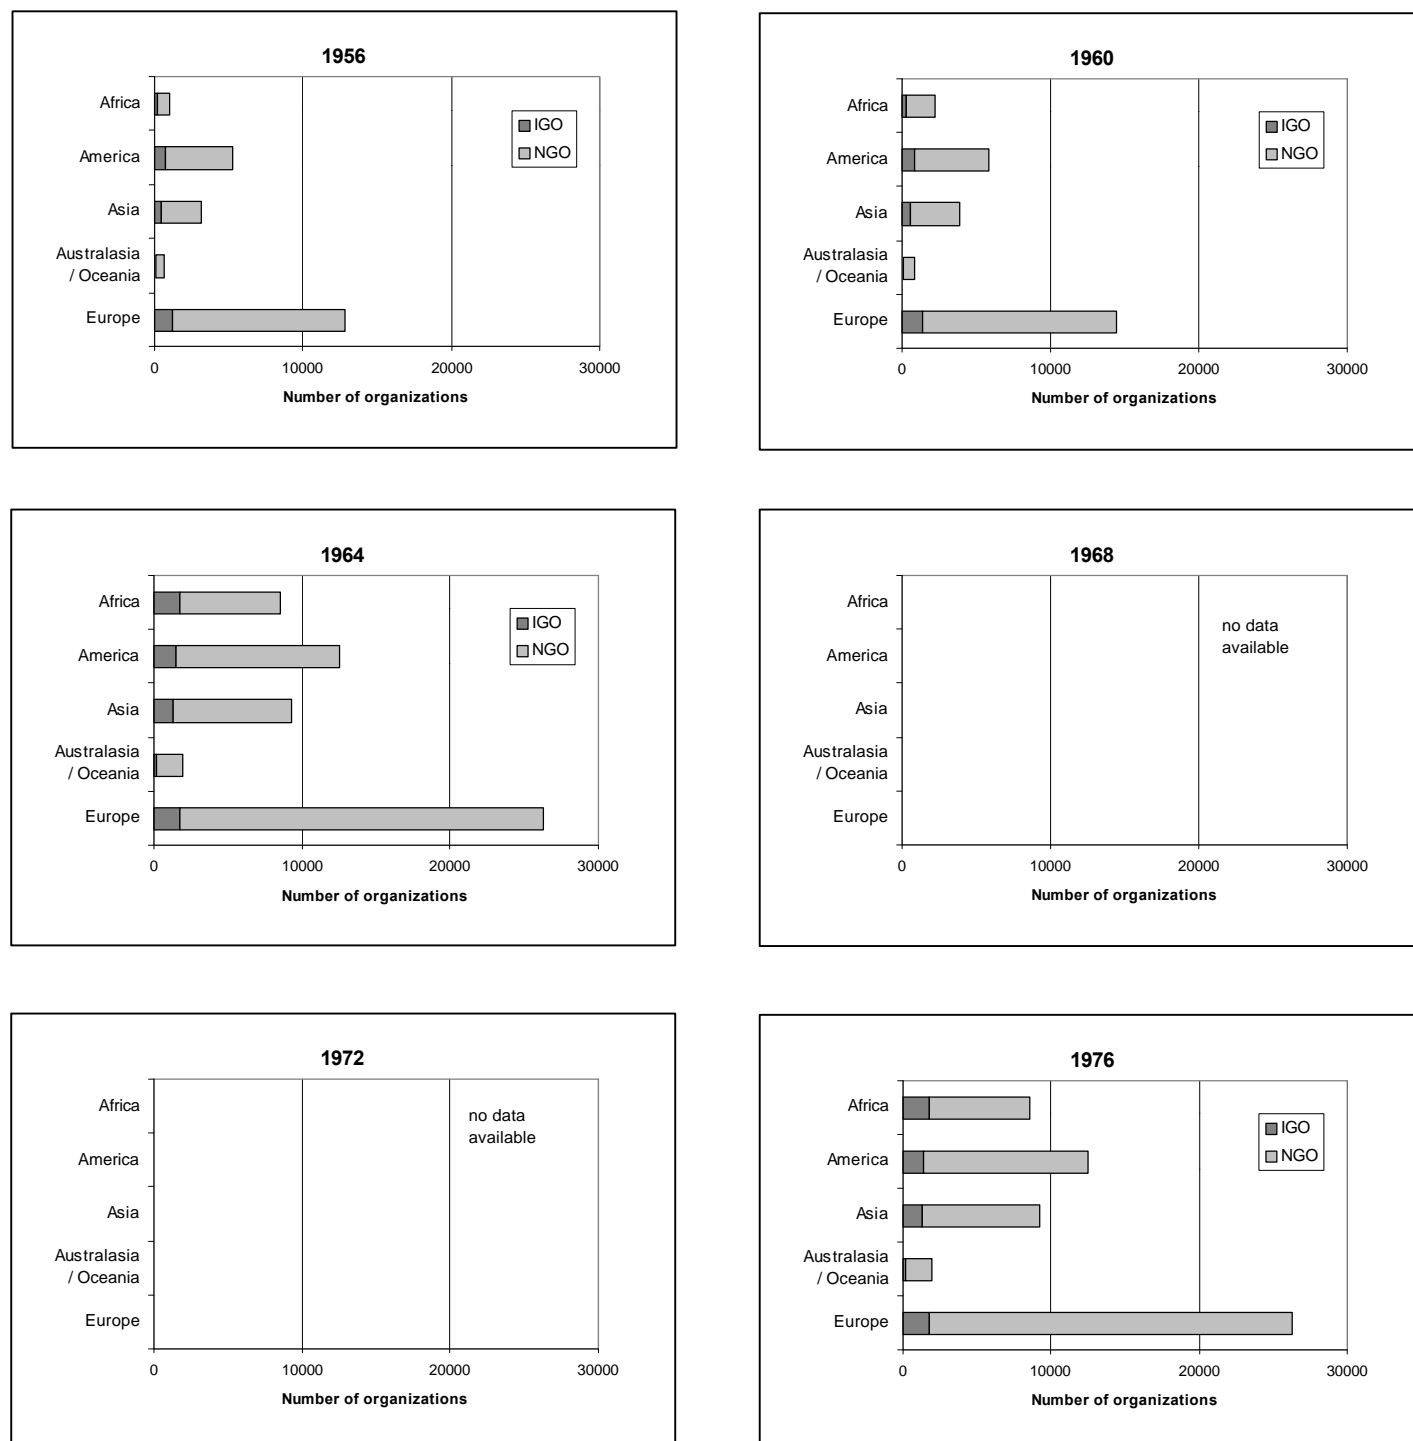 1956
Africa
America
Asia
Australasia
/ Oceania
Europe
IGO
NGO
0 10000 20000 30000
Number of organizations
1960
Africa
America
Asia
Australasia
/ Oceania
Europe
IGO
NGO
0 10000 20000 30000
Number of organizations
1964
Africa
America
Asia
Australasia
/ Oceania
Europe
IGO
NGO
0 10000 20000 30000
Number of organizations
1968
Africa
America
Asia
Australasia
/ Oceania
Europe
no data
available
0 10000 20000 30000
Number of organizations
1972
Africa
America
Asia
Australasia
/ Oceania
Europe
no data
available
0 10000 20000 30000
Number of organizations
1976
Africa
America
Asia
Australasia
/ Oceania
Europe
IGO
NGO
0 10000 20000 30000
Number of organizations